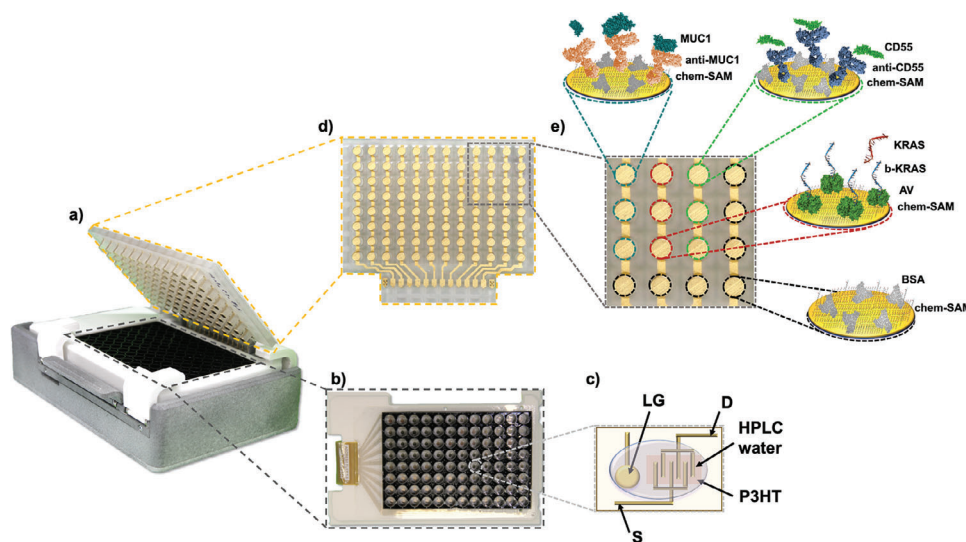 MUC1
anti-MUC1
chem-SAM
CD55
anti-CD55
chem-SAM
d)
e)
KRAS
b-KRAS
AV
chem-SAM
a)
BSA
chem-SAM
b)
c)
LG
D
HPLC
water
P3HT
S